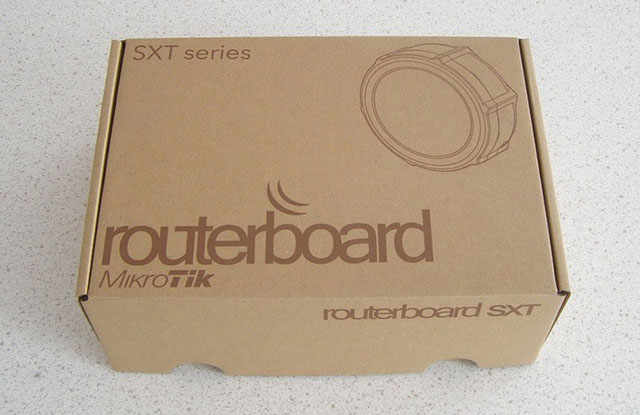 SXT series
routerboard
MikroTik
routerboard SXT